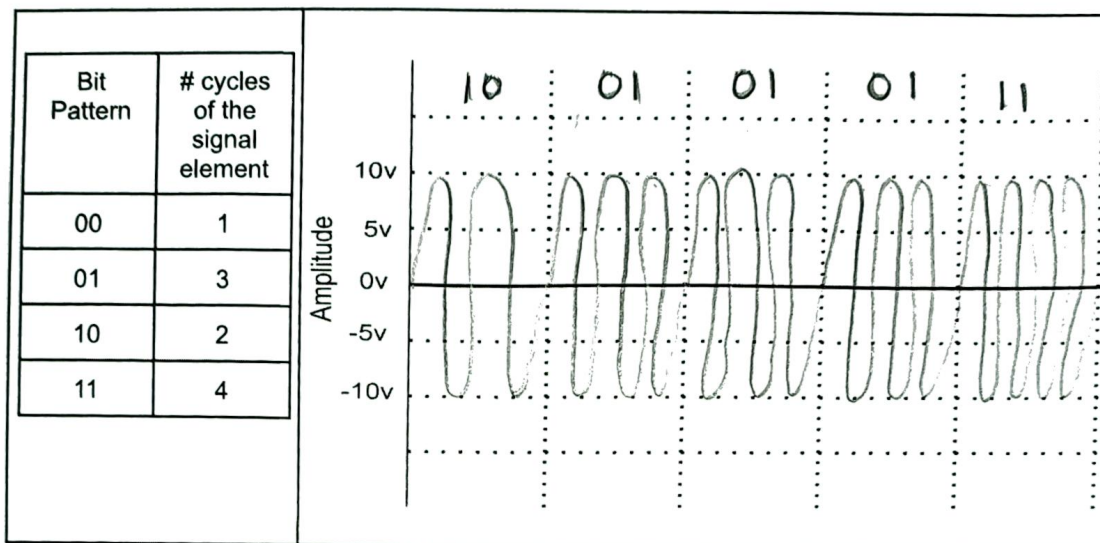 Bit
Pattern
# cycles
of the
signal
element
00
1
01
3
10
2
11
4
10
01
01
01
11
Amplitude
10v
5v
0v
-5v
-10v